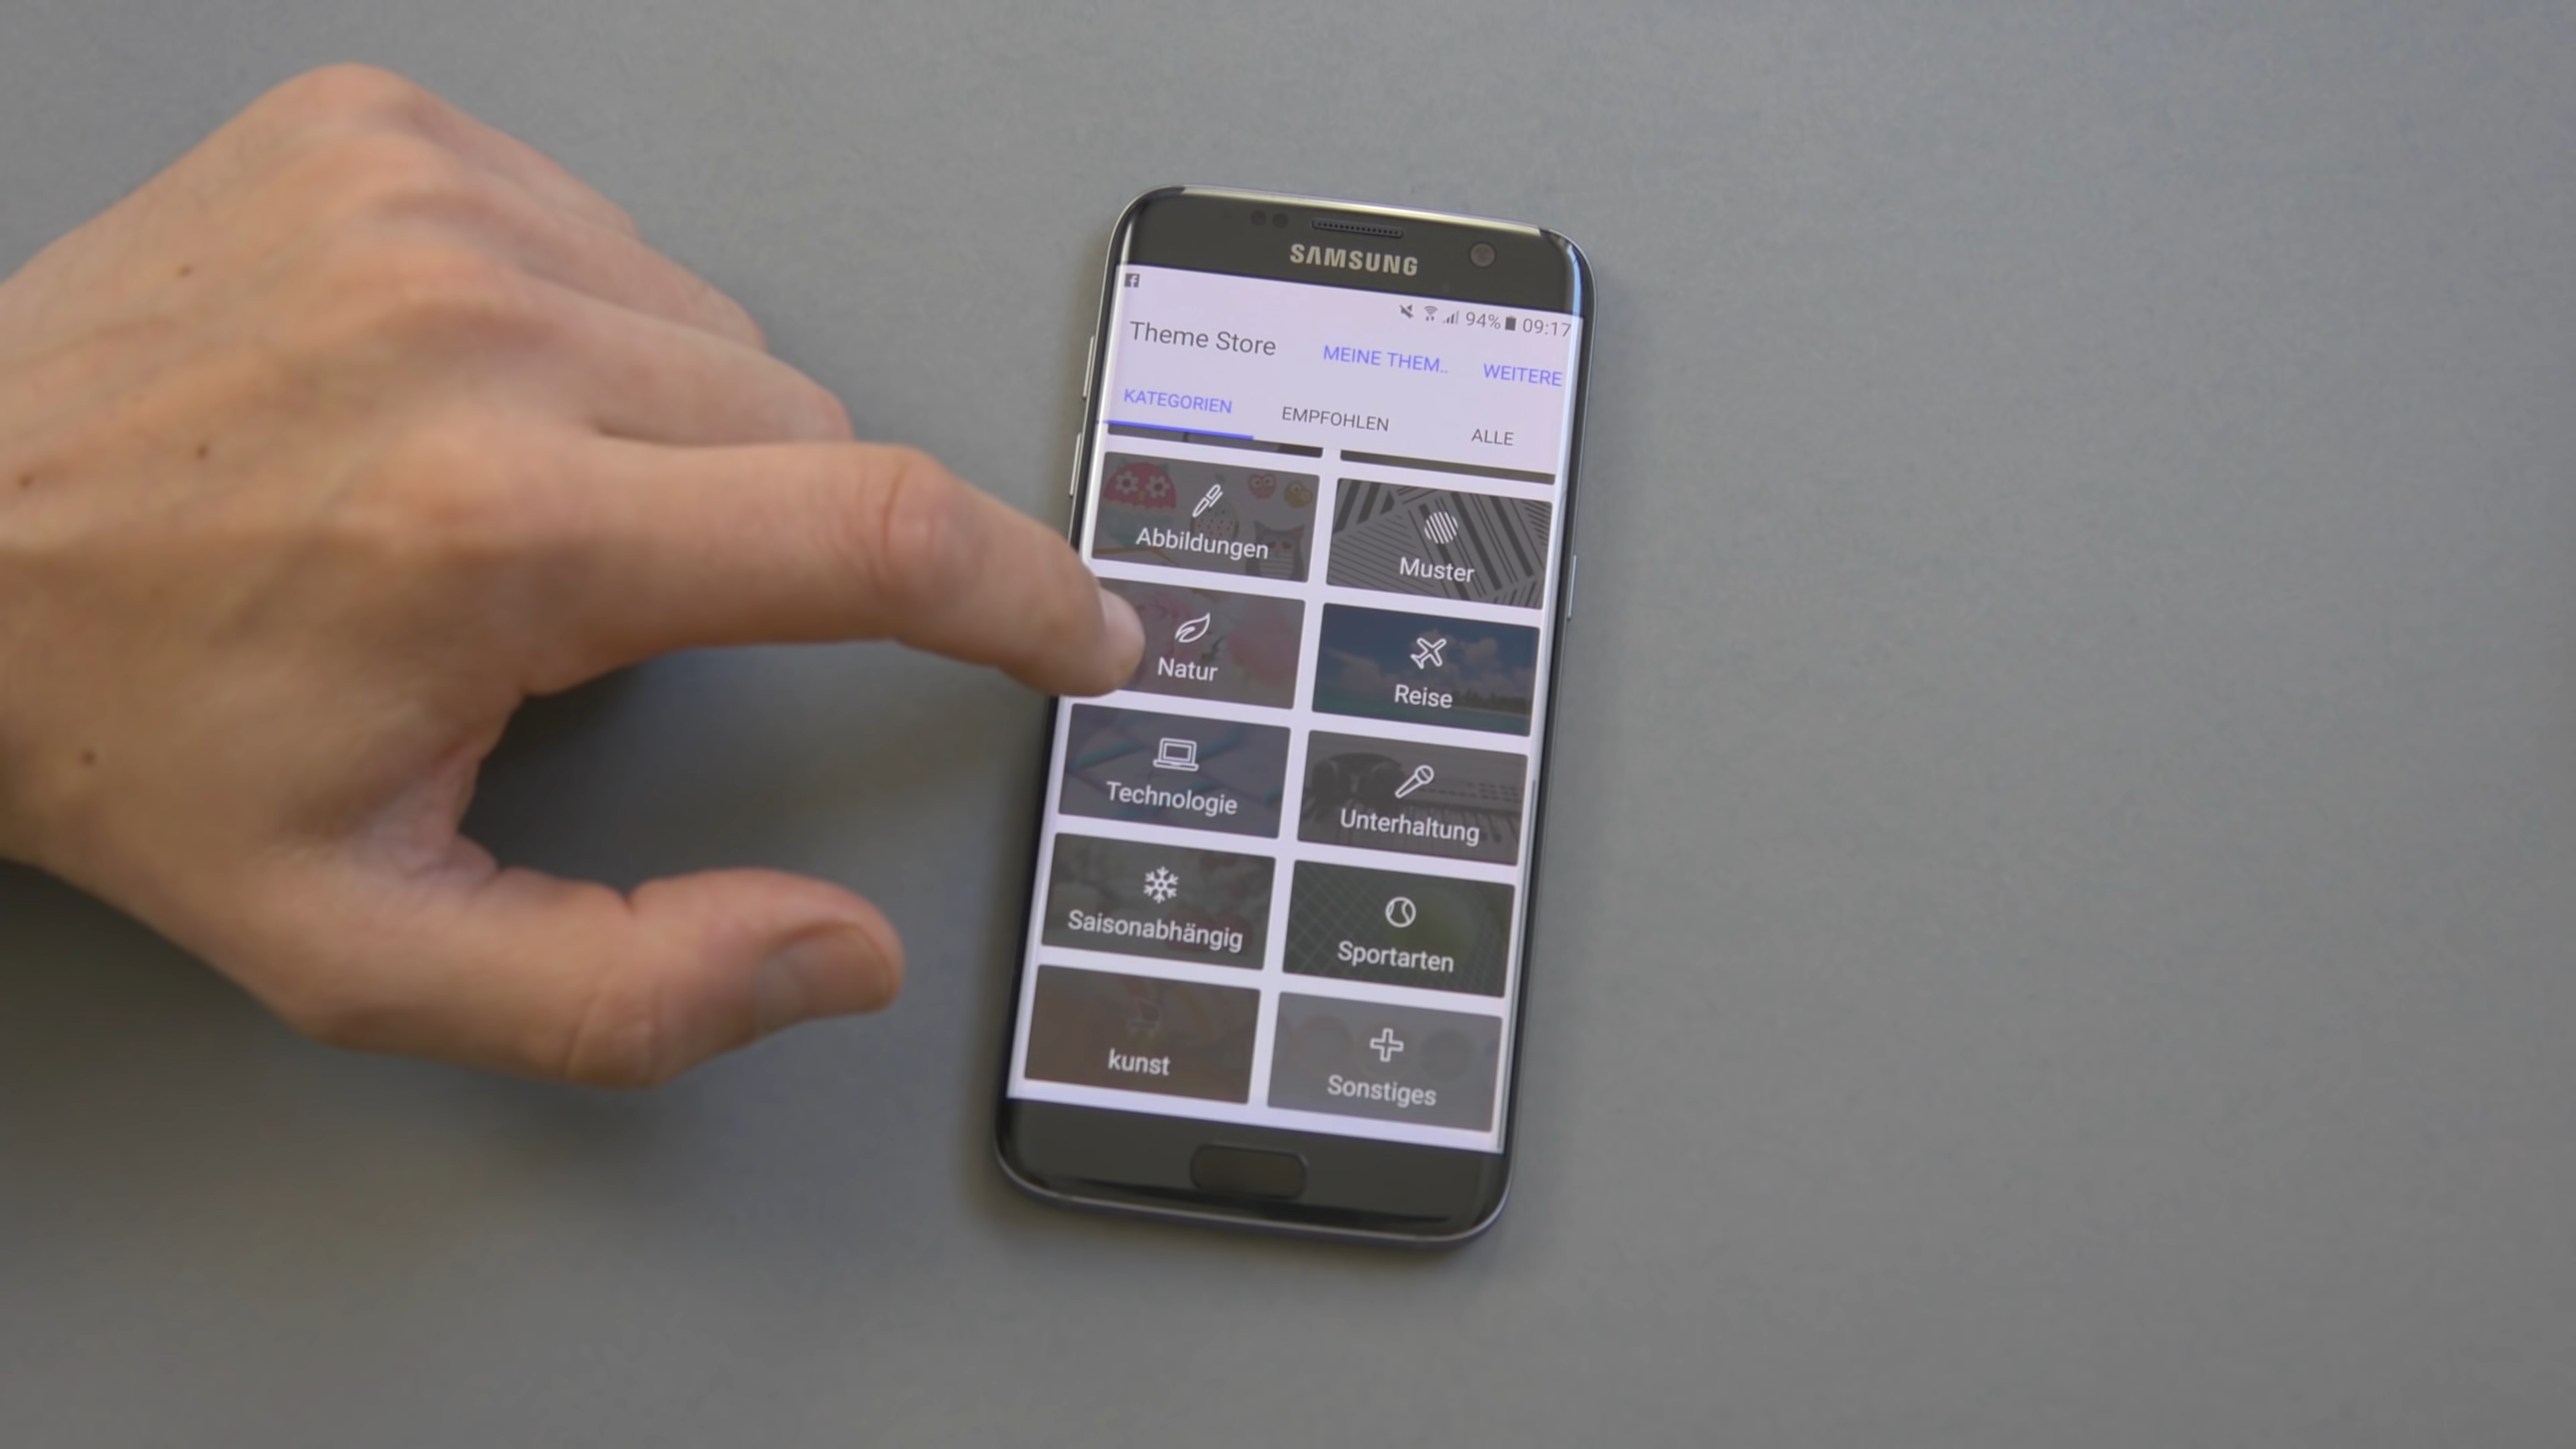 SAMSUNG
94% 09:17
Theme Store
MEINE THEM..
WEITERE
KATEGORIEN
EMPFOHLEN
ALLE
Abbildungen
Muster
Natur
Reise
Technologie
Unterhaltung
Saisonabhängig
Sportarten
kunst
Sonstiges